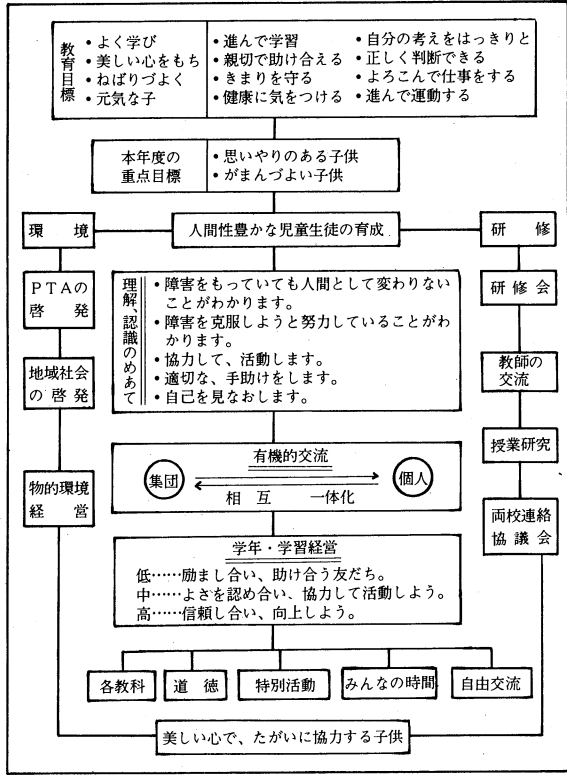 教育目標
・よく学び
・美しい心をもち
・ねばりづよく
・元気な子
・進んで学習
・親切で助け合える
・きまりを守る
・健康に気をつける
・自分の考えをはっきりと
・正しく判断できる
・よろこんで仕事をする
・進んで運動する
本年度の
重点目標
・思いやりのある子供
・がまんづよい子供
環境
人間性豊かな児童生徒の育成
研修
PTAの
啓発
地域社会
の啓発
物的環境
経営
理解、認識のめあて
・障害をもっていても人間として変わりない
ことがわかります。
・障害を克服しようと努力していることがわ
かります。
・協力して、活動します。
・適切な、手助けをします。
・自己を見なおします。
研修会
教師の
交流
授業研究
両校連絡
協議会
有機的交流
集団
個人
相互 一体化
学年・学習経営
低……励まし合い、助け合う友だち。
中……よさを認め合い、協力して活動しよう。
高……信頼し合い、向上しよう。
各教科
道徳
特別活動
みんなの時間
自由交流
美しい心で、たがいに協力する子供